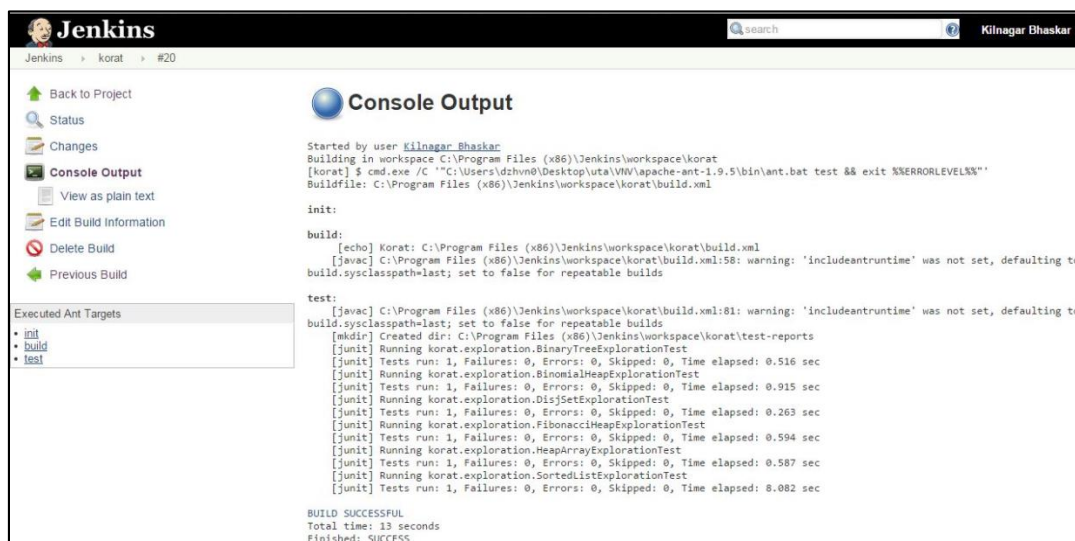 Jenkins
search
Kilnagar Bhaskar
Jenkins
korat
#20
Back to Project
Status
Changes
Console Output
View as plain text
Edit Build Information
Delete Build
Previous Build
Executed Ant Targets
init
build
test
Console Output
Started by user Kilnagar Bhaskar
Building in workspace C:\Program Files (x86)\Jenkins\workspace\korat
[korat] $ cmd.exe /C '"C:\Users\dzhvn0\Desktop\uta\VNV\apache-ant-1.9.5\bin\ant.bat test && exit %%ERRORLEVEL%%"'
Buildfile: C:\Program Files (x86)\Jenkins\workspace\korat\build.xml
init:
build:
[echo] Korat: C:\Program Files (x86)\Jenkins\workspace\korat\build.xml
[javac] C:\Program Files (x86)\Jenkins\workspace\korat\build.xml:58: warning: 'includeantruntime' was not set, defaulting to
build.sysclasspath=last; set to false for repeatable builds
test:
[javac] C:\Program Files (x86)\Jenkins\workspace\korat\build.xml:81: warning: 'includeantruntime' was not set, defaulting to
build.sysclasspath=last; set to false for repeatable builds
[mkdir] Created dir: C:\Program Files (x86)\Jenkins\workspace\korat\test-reports
[junit] Running korat.exploration.BinaryTreeExplorationTest
[junit] Tests run: 1, Failures: 0, Errors: 0, Skipped: 0, Time elapsed: 0.516 sec
[junit] Running korat.exploration.BinomialHeapExplorationTest
[junit] Tests run: 1, Failures: 0, Errors: 0, Skipped: 0, Time elapsed: 0.915 sec
[junit] Running korat.exploration.DisjSetExplorationTest
[junit] Tests run: 1, Failures: 0, Errors: 0, Skipped: 0, Time elapsed: 0.263 sec
[junit] Running korat.exploration.FibonacciHeapExplorationTest
[junit] Tests run: 1, Failures: 0, Errors: 0, Skipped: 0, Time elapsed: 0.594 sec
[junit] Running korat.exploration.HeapArrayExplorationTest
[junit] Tests run: 1, Failures: 0, Errors: 0, Skipped: 0, Time elapsed: 0.587 sec
[junit] Running korat.exploration.SortedListExplorationTest
[junit] Tests run: 1, Failures: 0, Errors: 0, Skipped: 0, Time elapsed: 8.082 sec
BUILD SUCCESSFUL
Total time: 13 seconds
Finished: SUCCESS